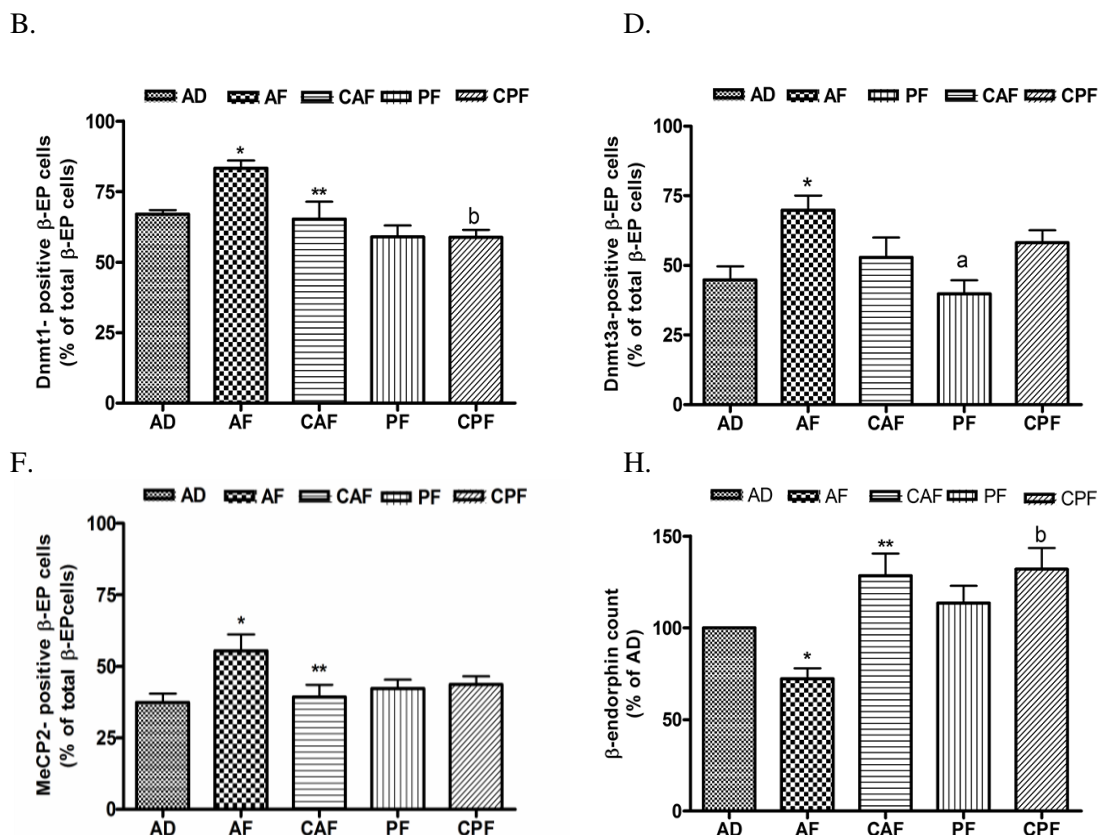 B.
AD AF CAF PF CPF
Dnmt1- positive β-EP cells
(% of total β-EP cells)
100
75
50
25
0
*
**
b
AD AF CAF PF CPF
D.
AD AF PF CAF CPF
Dnmt3a-positive β-EP cells
(% of total β-EP cells)
100
75
50
25
0
*
a
AD AF CAF PF CPF
F.
AD AF CAF PF CPF
MeCP2- positive β-EP cells
(% of total β-EPcells)
100
75
50
25
0
*
**
AD AF CAF PF CPF
H.
AD AF CAF PF CPF
β-endorphin count
(% of AD)
150
100
50
0
*
**
b
AD AF CAF PF CPF